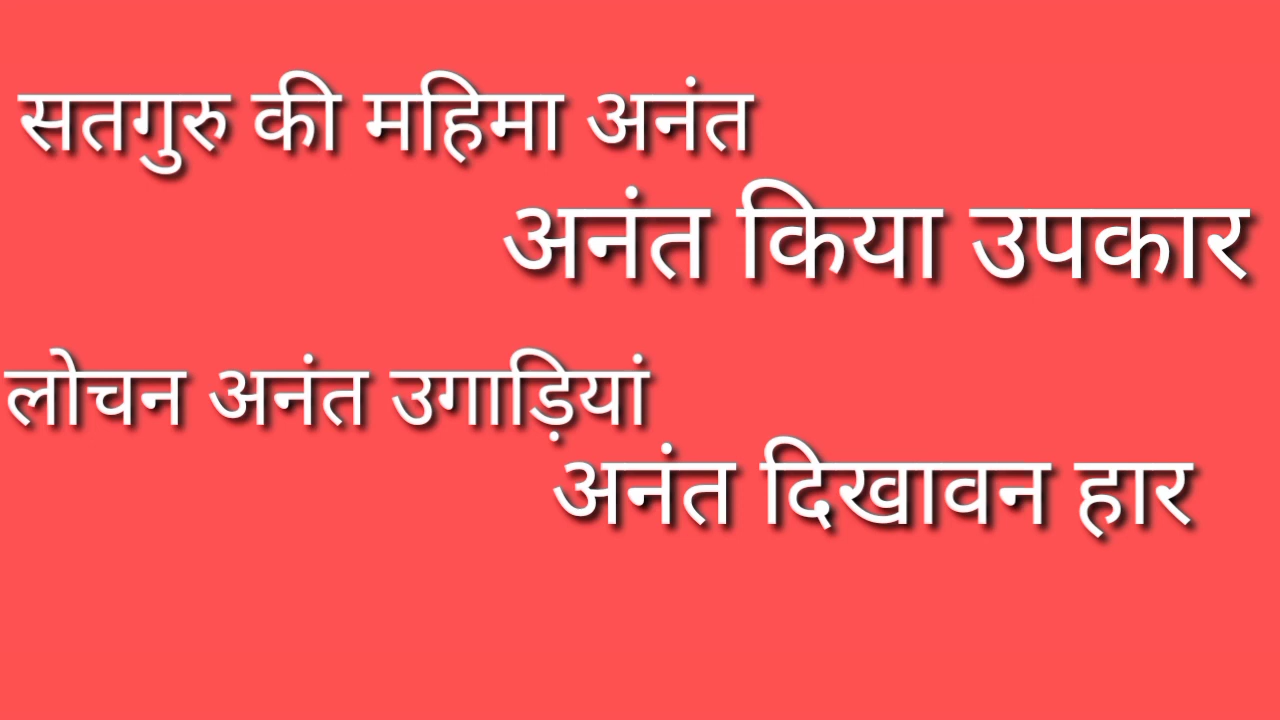 सतगुरु की महिमा अनंत
अनंत किया उपकार
लोचन अनंत उगाड़ियां
अनंत दिखावन हार